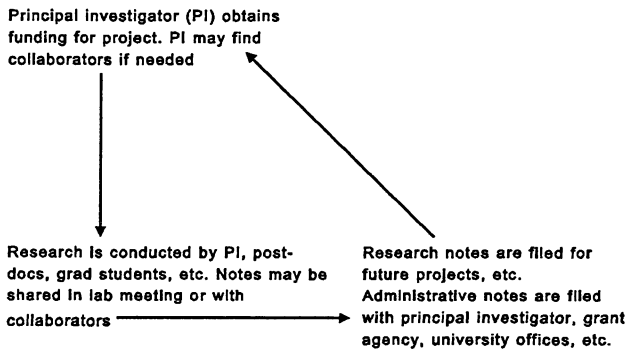 Principal investigator (PI) obtains
funding for project. PI may find
collaborators if needed
Research is conducted by PI, post-
docs, grad students, etc. Notes may be
shared in lab meeting or with
collaborators
Research notes are filed for
future projects, etc.
Administrative notes are filed
with principal investigator, grant
agency, university offices, etc.